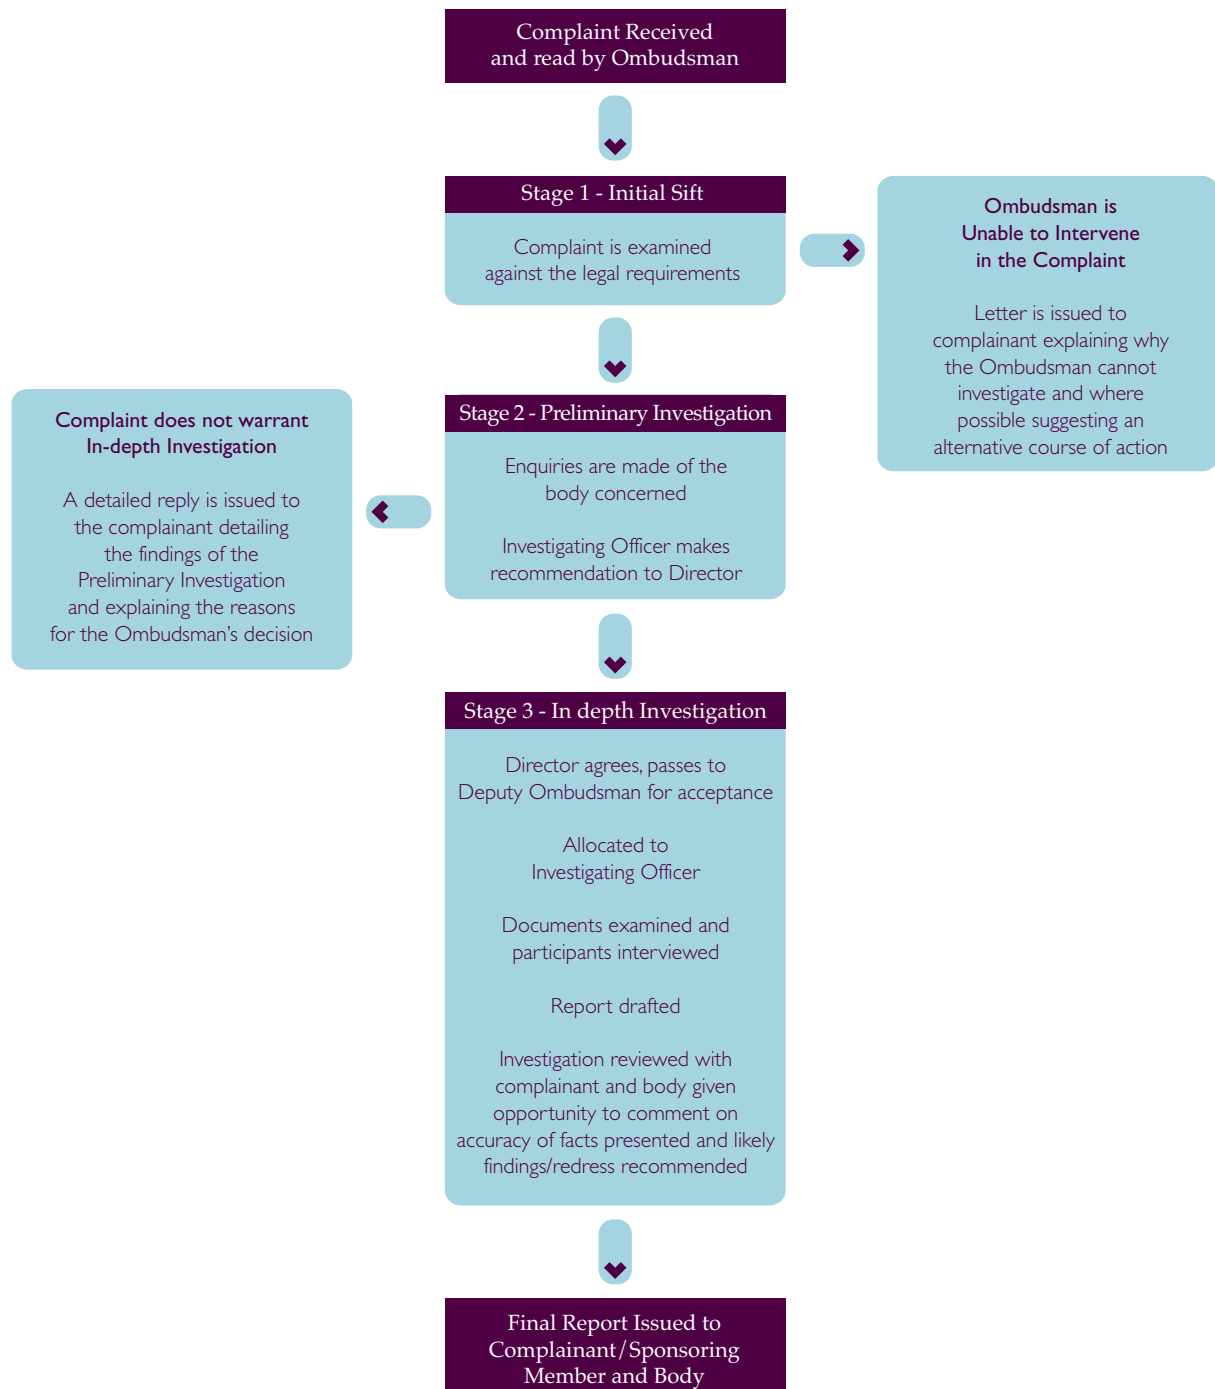 Complaint Received
and read by Ombudsman
Stage 1 - Initial Sift
Complaint is examined
against the legal requirements
Ombudsman is
Unable to Intervene
in the Complaint
Letter is issued to
complainant explaining why
the Ombudsman cannot
investigate and where
possible suggesting an
alternative course of action
Stage 2 - Preliminary Investigation
Enquiries are made of the
body concerned
Investigating Officer makes
recommendation to Director
Complaint does not warrant
In-depth Investigation
A detailed reply is issued to
the complainant detailing
the findings of the
Preliminary Investigation
and explaining the reasons
for the Ombudsman's decision
Stage 3 - In depth Investigation
Director agrees, passes to
Deputy Ombudsman for acceptance
Allocated to
Investigating Officer
Documents examined and
participants interviewed
Report drafted
Investigation reviewed with
complainant and body given
opportunity to comment on
accuracy of facts presented and likely
findings/redress recommended
Final Report Issued to
Complainant/Sponsoring
Member and Body